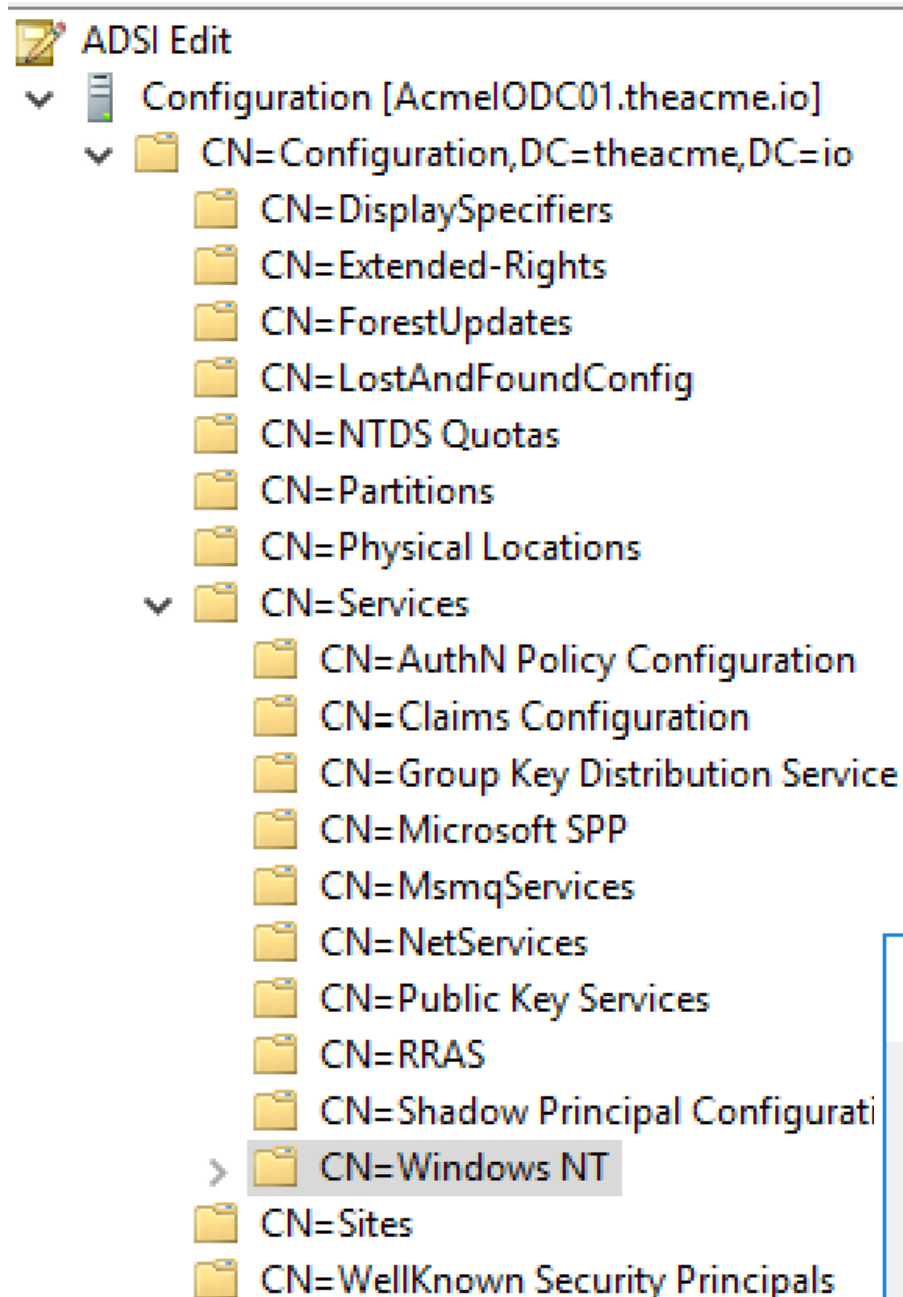 ADSI Edit
Configuration [AcmeIODC01.theacme.io]
CN=Configuration,DC=theacme,DC=io
CN=DisplaySpecifiers
CN=Extended-Rights
CN=ForestUpdates
CN=LostAndFoundConfig
CN=NTDS Quotas
CN=Partitions
CN=Physical Locations
CN=Services
CN=AuthN Policy Configuration
CN=Claims Configuration
CN=Group Key Distribution Service
CN=Microsoft SPP
CN=MsmqServices
CN=NetServices
CN=Public Key Services
CN=RRAS
CN=Shadow Principal Configurati
CN=Windows NT
CN=Sites
CN=WellKnown Security Principals